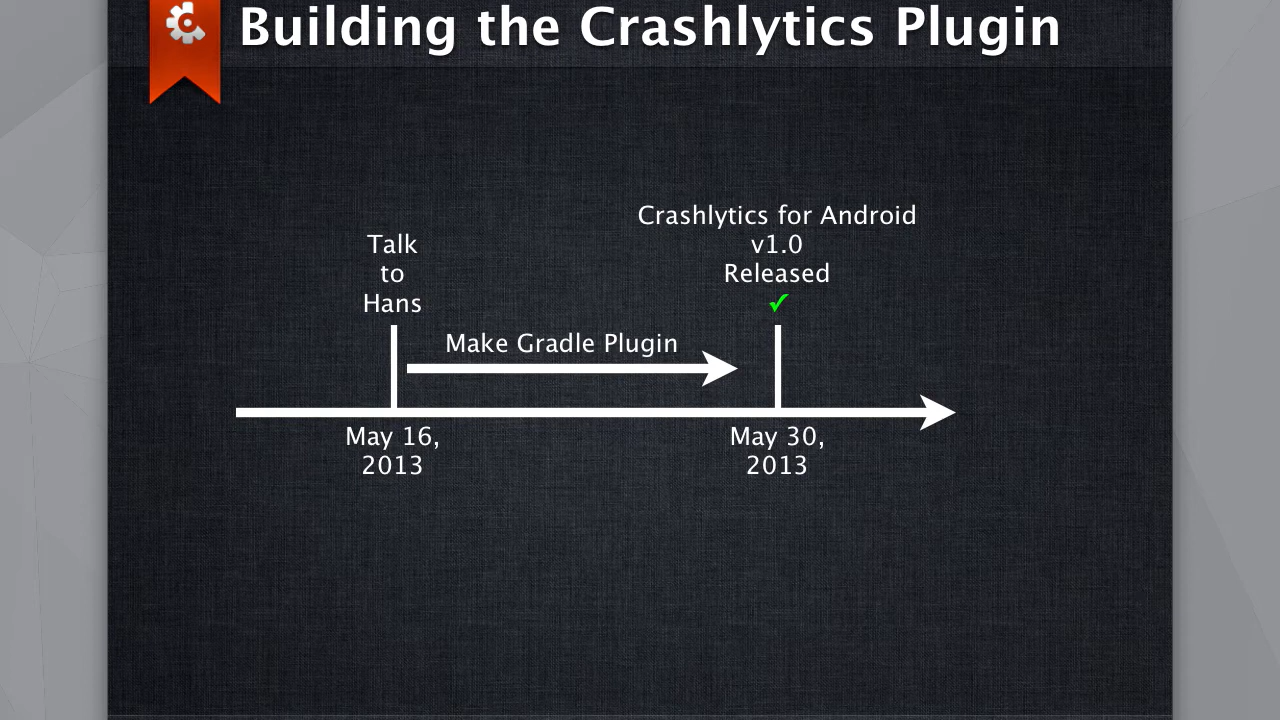 Building the Crashlytics Plugin
Talk
to
Hans
Crashlytics for Android
v1.0
Released
✓
Make Gradle Plugin
May 16,
2013
May 30,
2013